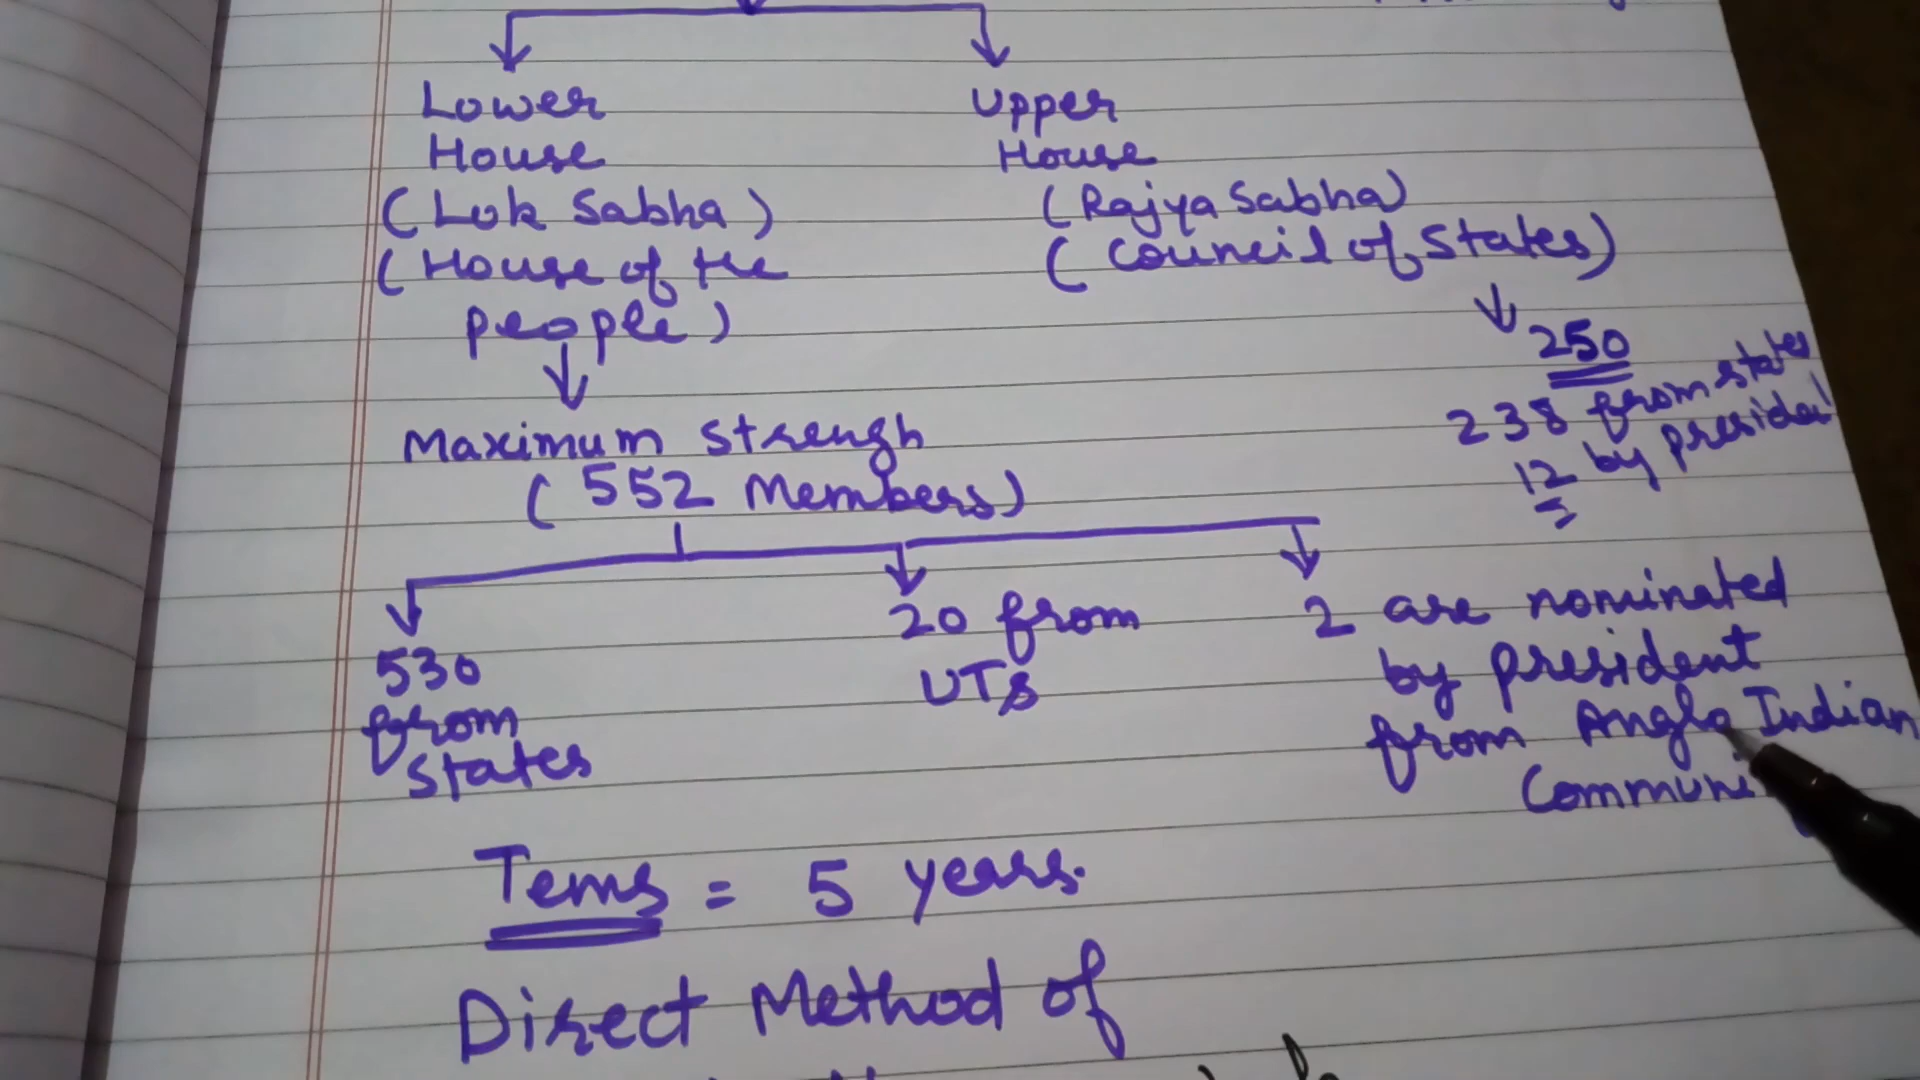 Lower
House
(Lok Sabha)
(House of the
people)
Upper
House
(Rajya Sabha)
(Council of States)
250
238 from states
12 by president
Maximum Strengh
(552 Members)
530
from
states
20 from
UTs
2 are nominated
by president
from Anglo Indian
Communi
Tems = 5 years.
Direct Method of